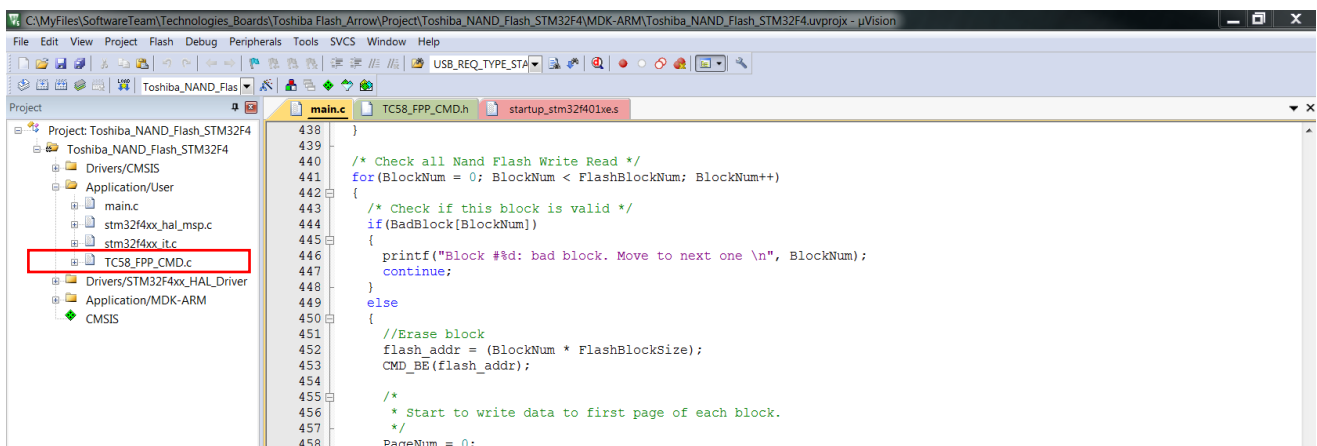 C:\MyFiles\SoftwareTeam\Technologies_Boards\Toshiba Flash_Arrow\Project\Toshiba_NAND_Flash_STM32F4\MDK-ARM\Toshiba_NAND_Flash_STM32F4.uvprojx - µVision
File Edit View Project Flash Debug Peripherals Tools SVCS Window Help
USB_REQ_TYPE_STA
Toshiba_NAND_Flas
Project
main.c TC58_FPP_CMD.h startup_stm32f401xe.s
Project: Toshiba_NAND_Flash_STM32F4
Toshiba_NAND_Flash_STM32F4
Drivers/CMSIS
Application/User
main.c
stm32f4xx_hal_msp.c
stm32f4xx_it.c
TC58_FPP_CMD.c
Drivers/STM32F4xx_HAL_Driver
Application/MDK-ARM
CMSIS
438 }
439
440 /* Check all Nand Flash Write Read */
441 for(BlockNum = 0; BlockNum < FlashBlockNum; BlockNum++)
442 {
443 /* Check if this block is valid */
444 if(BadBlock[BlockNum])
445 {
446 printf("Block #%d: bad block. Move to next one \n", BlockNum);
447 continue;
448 }
449 else
450 {
451 //Erase block
452 flash_addr = (BlockNum * FlashBlockSize);
453 CMD_BE(flash_addr);
454
455 /*
456 * Start to write data to first page of each block.
457 */
458 PageNum = 0;